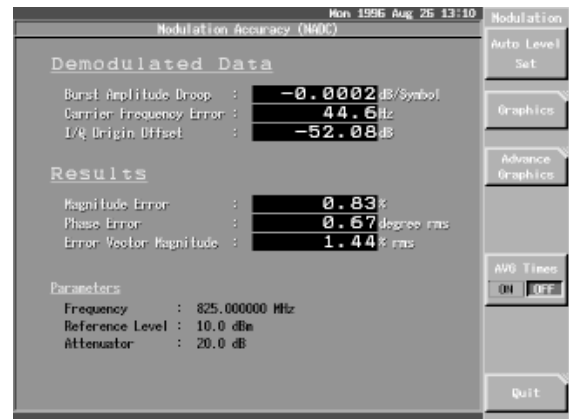 Mon 1996 Aug 26 13:10
Modulation Accuracy (NADC)
Demodulated Data
Burst Amplitude Droop : -0.0002 dB/Symbol
Carrier Frequency Error : 44.6 Hz
I/Q Origin Offset : -52.08 dB
Results
Magnitude Error : 0.83 %
Phase Error : 0.67 degree rms
Error Vector Magnitude : 1.44 % rms
Parameters
Frequency : 825.000000 MHz
Reference Level : 10.0 dBm
Attenuator : 20.0 dB
Modulation
Auto Level
Set
Graphics
Advance
Graphics
AVG Times
ON OFF
Quit